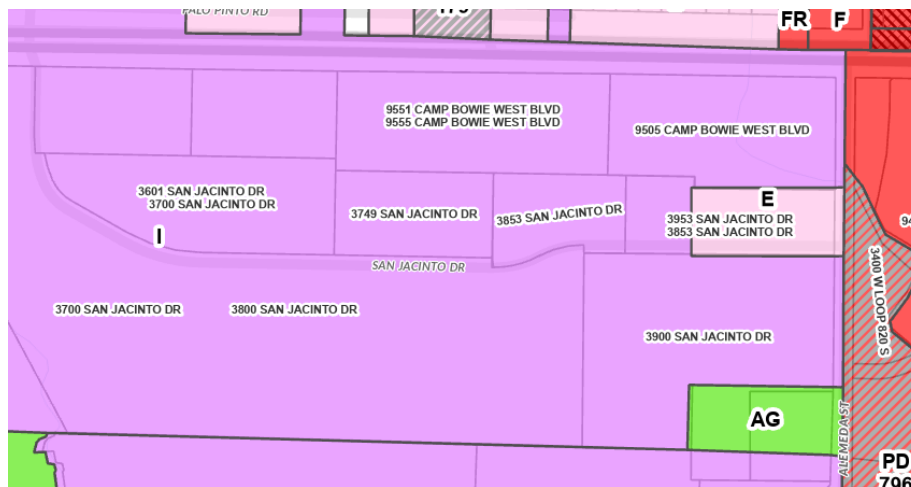 PALO PINTO RD
FR
F
9551 CAMP BOWIE WEST BLVD
9555 CAMP BOWIE WEST BLVD
9505 CAMP BOWIE WEST BLVD
3601 SAN JACINTO DR
3700 SAN JACINTO DR
3749 SAN JACINTO DR
3853 SAN JACINTO DR
E
3953 SAN JACINTO DR
3853 SAN JACINTO DR
I
SAN JACINTO DR
3400 W LOOP 820 S
3700 SAN JACINTO DR
3800 SAN JACINTO DR
3900 SAN JACINTO DR
AG
ALEMEDA ST
PD
796